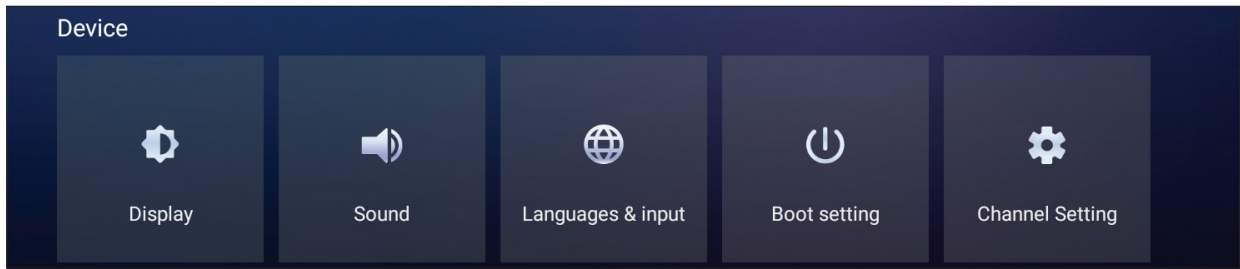 Device
Display
Sound
Languages & input
Boot setting
Channel Setting